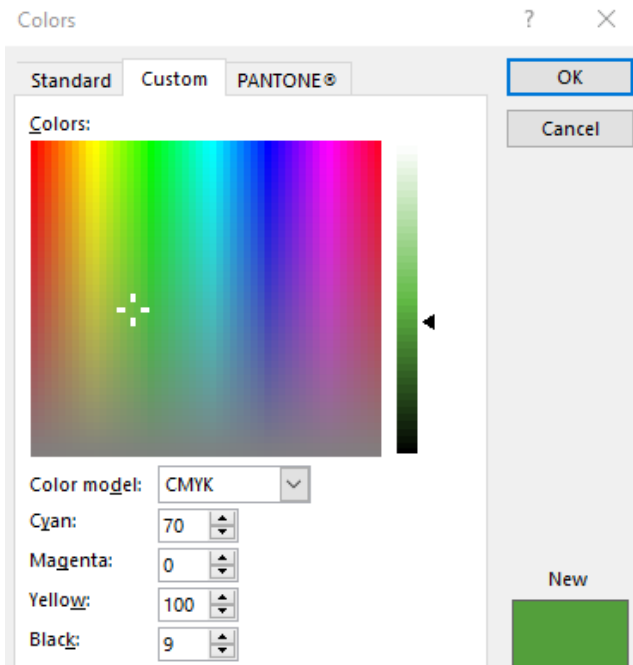 Colors ?
Standard Custom PANTONE®
OK
Cancel
Colors:
Color model: CMYK
Cyan: 70
Magenta: 0
Yellow: 100
Black: 9
New